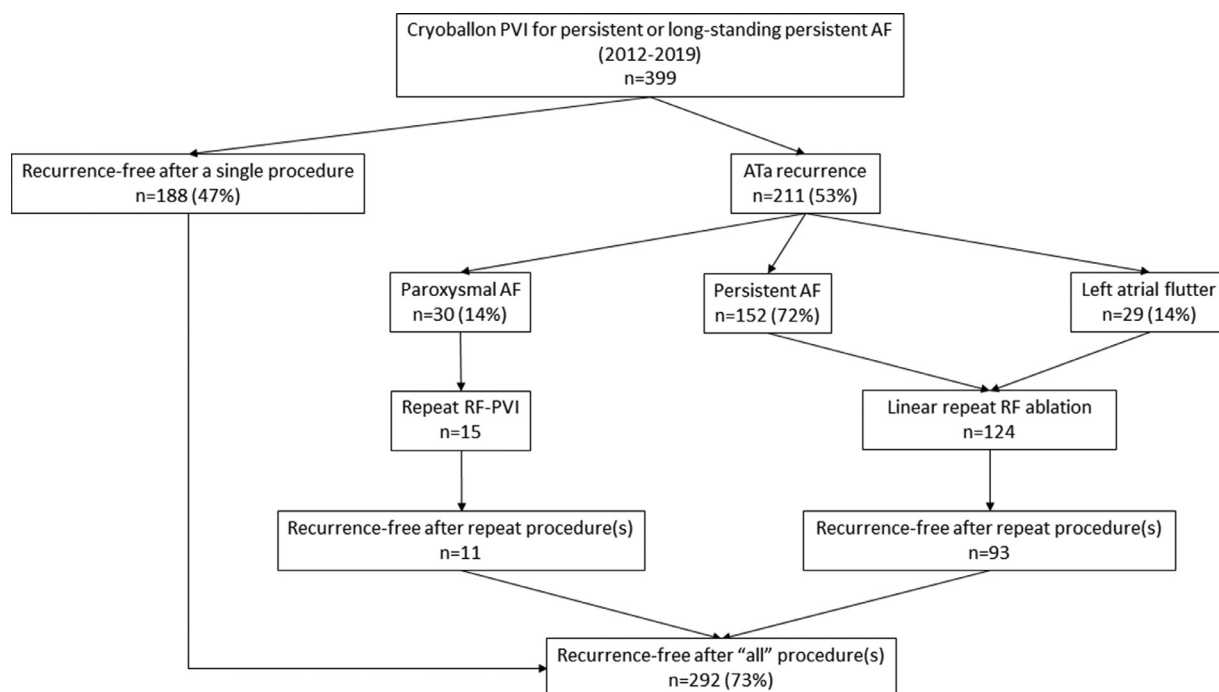 Cryoballon PVI for persistent or long-standing persistent AF
(2012-2019)
n=399
Recurrence-free after a single procedure
n=188 (47%)
ATa recurrence
n=211 (53%)
Paroxysmal AF
n=30 (14%)
Persistent AF
n=152 (72%)
Left atrial flutter
n=29 (14%)
Repeat RF-PVI
n=15
Linear repeat RF ablation
n=124
Recurrence-free after repeat procedure(s)
n=11
Recurrence-free after repeat procedure(s)
n=93
Recurrence-free after “all” procedure(s)
n=292 (73%)